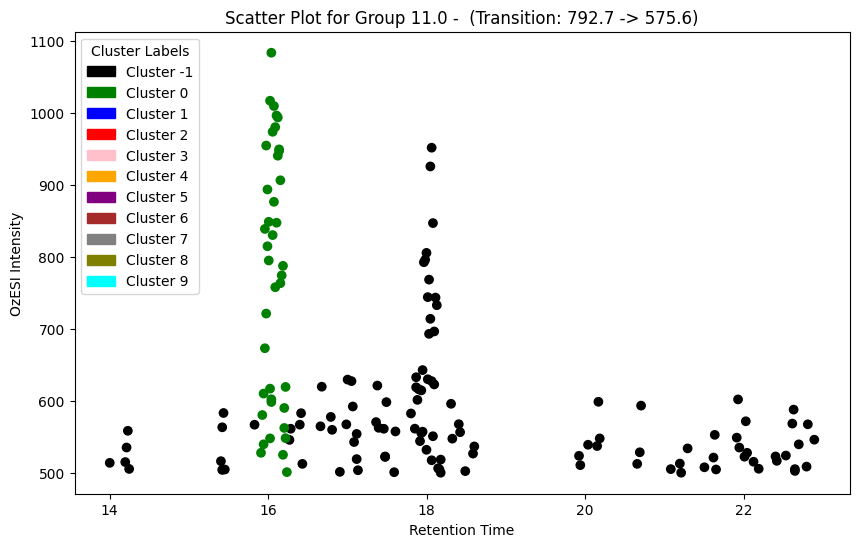 Scatter Plot for Group 11.0 -  (Transition: 792.7 -> 575.6)
Cluster Labels
Cluster -1
Cluster 0
Cluster 1
Cluster 2
Cluster 3
Cluster 4
Cluster 5
Cluster 6
Cluster 7
Cluster 8
Cluster 9
OzESI Intensity
1100
1000
900
800
700
600
500
14 16 18 20 22
Retention Time